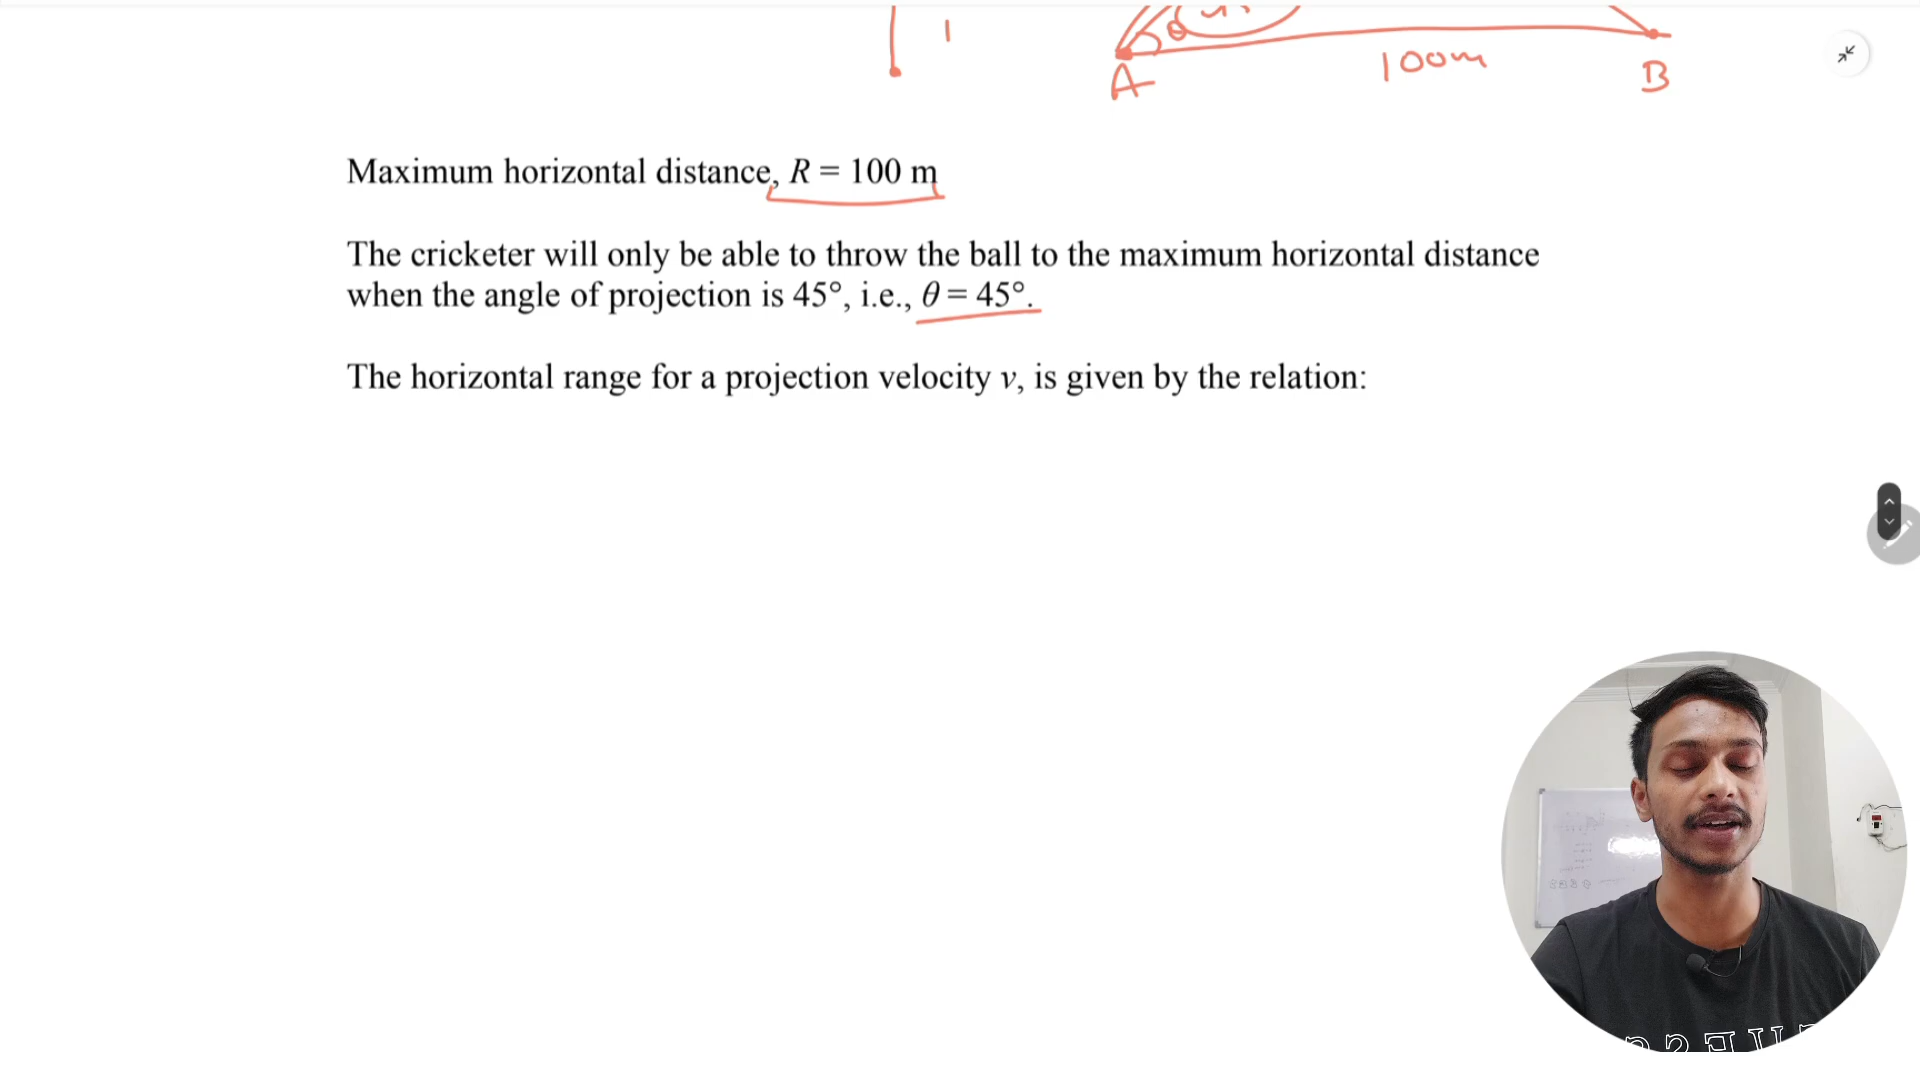 100m
A
B
Maximum horizontal distance, R = 100 m
The cricketer will only be able to throw the ball to the maximum horizontal distance
when the angle of projection is 45°, i.e., θ = 45°.
The horizontal range for a projection velocity v, is given by the relation: